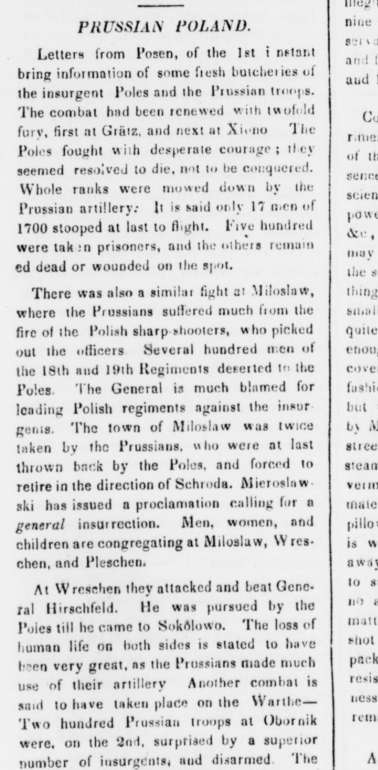 PRUSSIAN POLAND.
Letters from Posen, of the 1st i nstant
bring information of some fresh butcheries of
the insurgent Poles and the Prussian troops.
The combat had been renewed with twofold
fury, first at Grätz, and next at Xiono The
Poles fought with desperate courage ; they
seemed resolved to die, not to be conquered.
Whole ranks were mowed down by the
Prussian artillery: It is said only 17 men of
1700 stooped at last to flight. Five hundred
were tak n prisoners, and the others remain
ed dead or wounded on the spot.
There was also a similar fight at Miloslaw,
where the Prussians suffered much from the
fire of the Polish sharp-shooters, who picked
out the officers Several hundred men of
the 18th and 19th Regiments deserted to the
Poles. The General is much blamed for
leading Polish regiments against the insur-
gents. The town of Miloslaw was twice
taken by the Prussians, who were at last
thrown back by the Poles, and forced to
retire in the direction of Schroda. Mieroslaw-
ski has issued a proclamation calling for a
general insurrection. Men, women, and
children are congregating at Miloslaw, Wres-
chen, and Pleschen.
At Wreschen they attacked and beat Gene-
ral Hirschfeld. He was pursued by the
Poles till he came to Sokölowo. The loss of
human life on both sides is stated to have
been very great, as the Prussians made much
use of their artillery Another combat is
said to have taken place on the Warthe—
Two hundred Prussian troops at Obornik
were, on the 2nd, surprised by a superior
number of insurgents, and disarmed. The